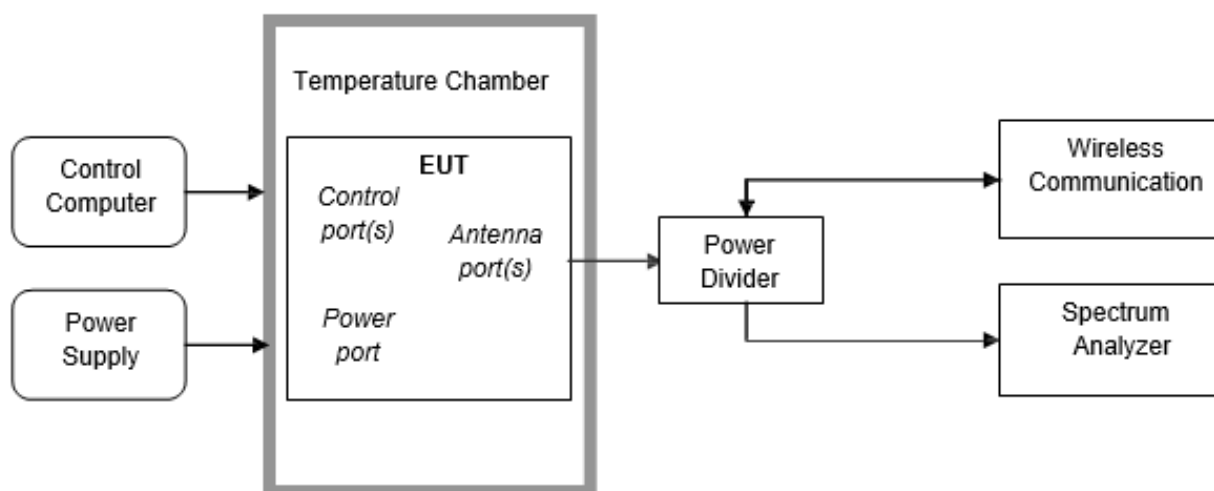 Temperature Chamber
Control
Computer
Power
Supply
EUT
Control
port(s)
Antenna
port(s)
Power
port
Power
Divider
Wireless
Communication
Spectrum
Analyzer